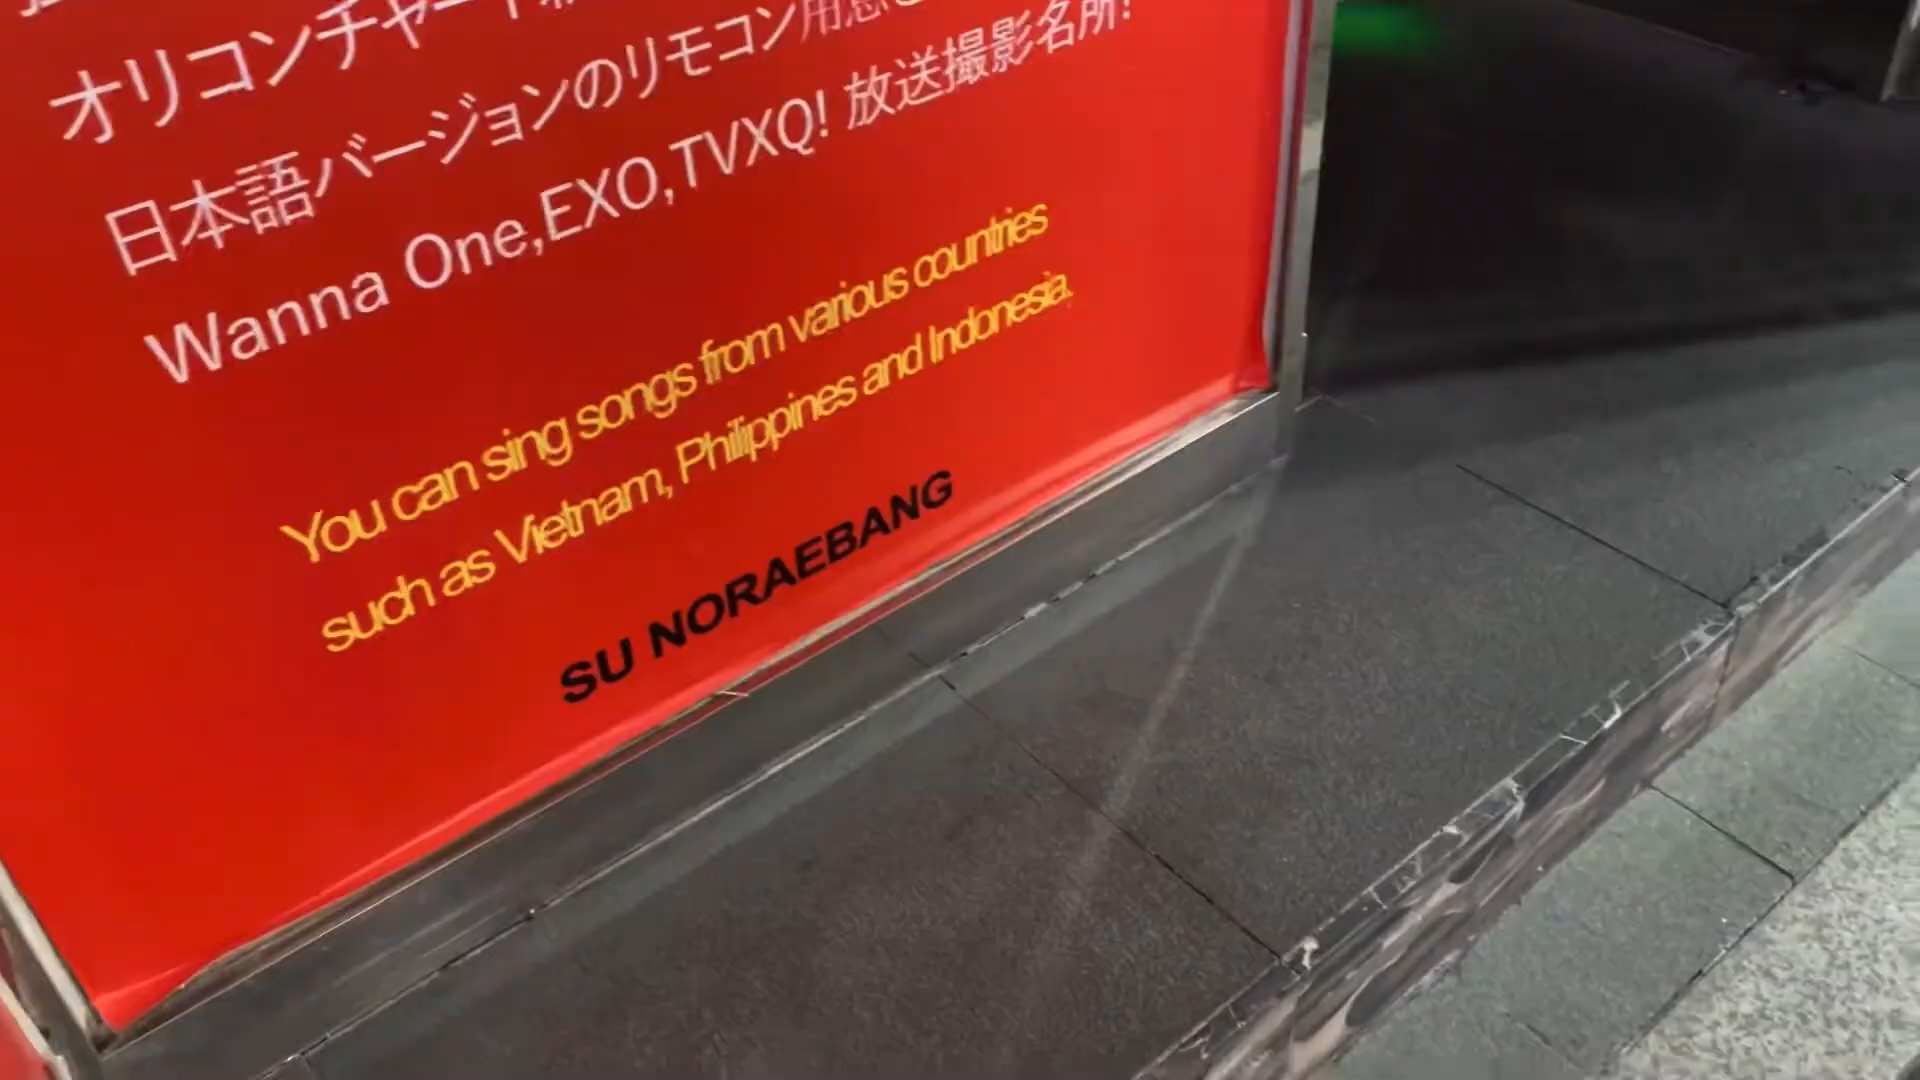 オリコンチャート
日本語バージョンのリモコン用意
Wanna One,EXO,TVXQ! 放送撮影名所!
You can sing songs from various countries
such as Vietnam, Philippines and Indonesia.
SU NORAEBANG